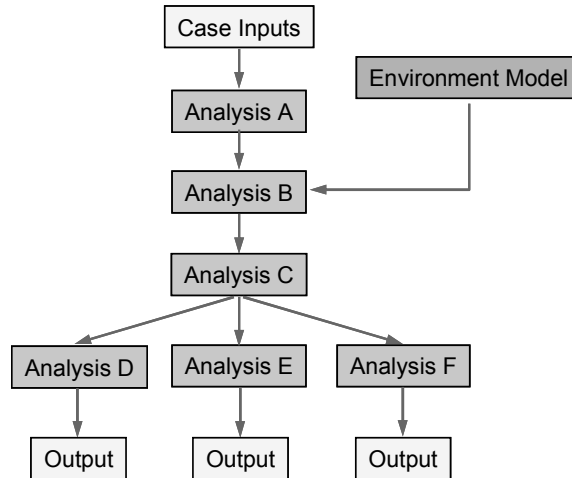 Case Inputs
Environment Model
Analysis A
Analysis B
Analysis C
Analysis D
Analysis E
Analysis F
Output
Output
Output